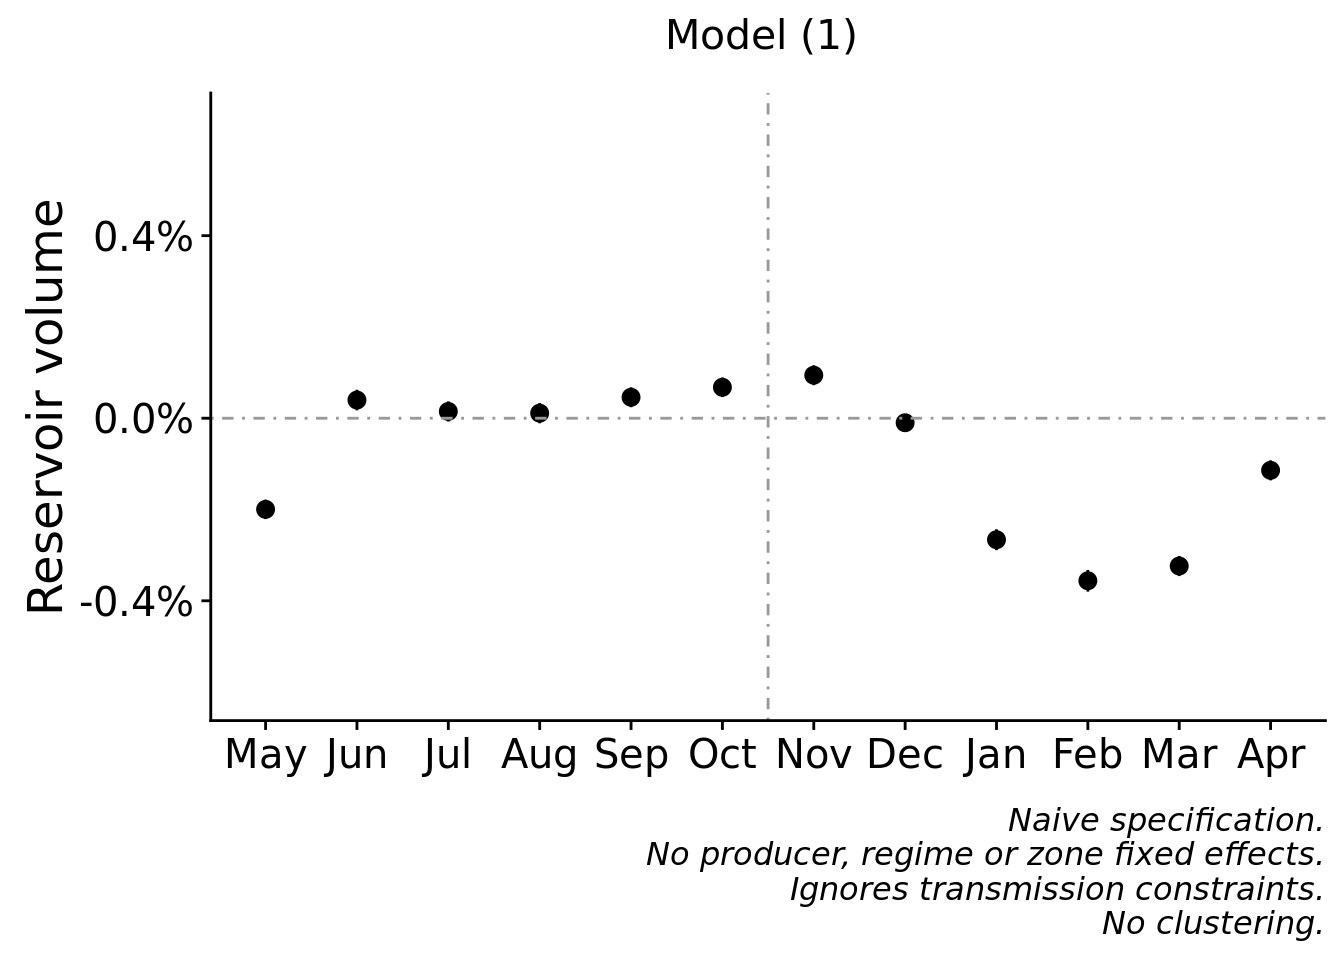 Model (1)
Reservoir volume
0.4%
0.0%
-0.4%
May Jun Jul Aug Sep Oct Nov Dec Jan Feb Mar Apr
Naive specification.
No producer, regime or zone fixed effects.
Ignores transmission constraints.
No clustering.